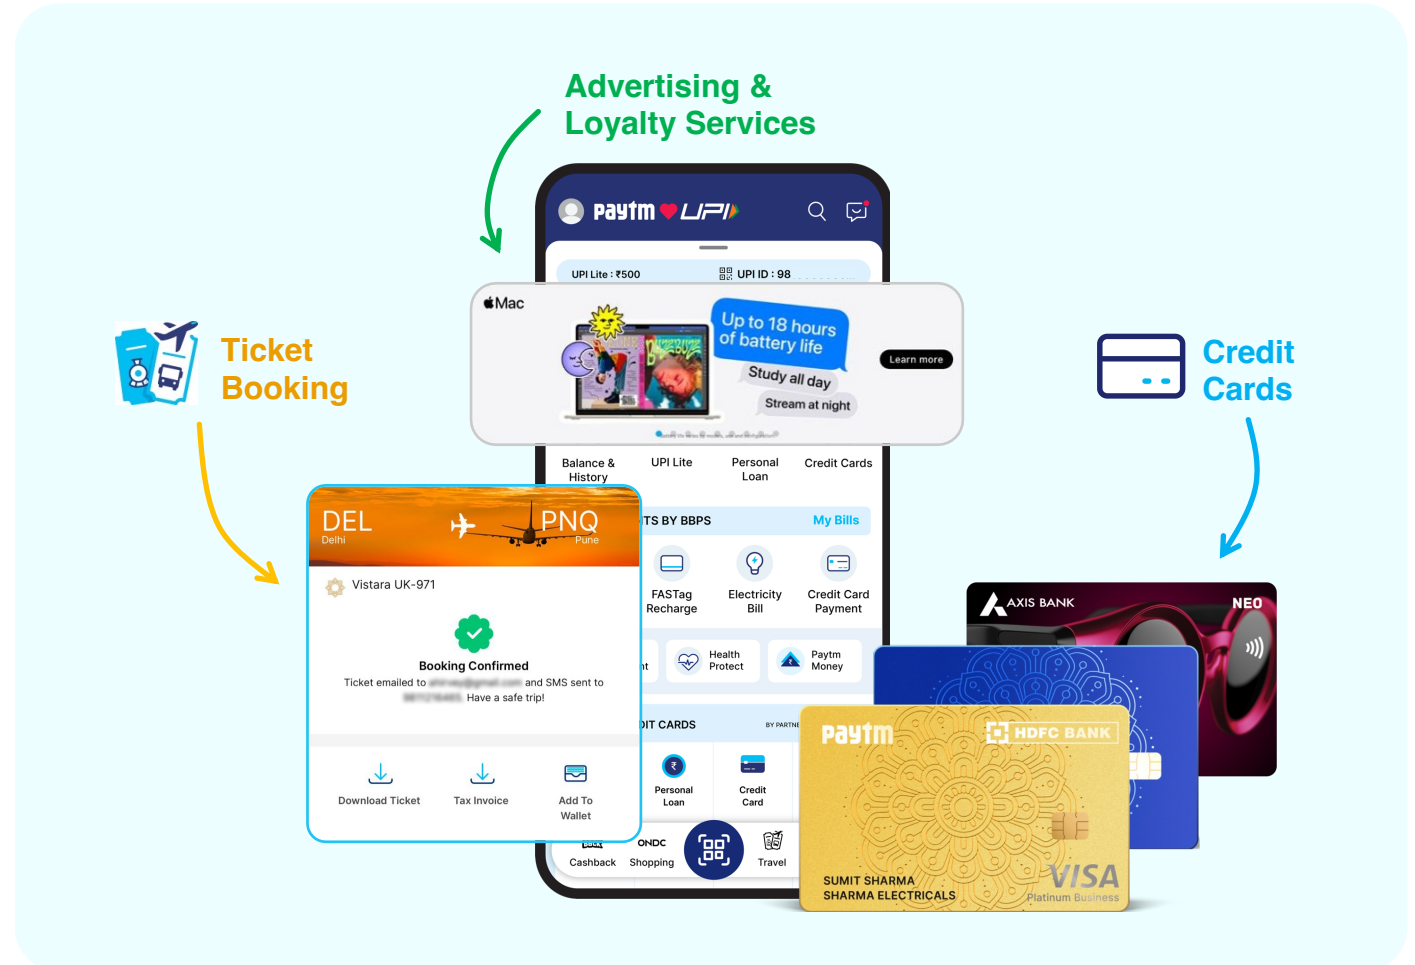 Advertising &
Loyalty Services
paytm UPI
UPI Lite : ₹500
UPI ID : 98
Mac
Up to 18 hours
of battery life
Study all day
Stream at night
Learn more
Ticket
Booking
Credit
Cards
Balance &
History
UPI Lite
Personal
Loan
Credit Cards
ITS BY BBPS
My Bills
FASTag
Recharge
Electricity
Bill
Credit Card
Payment
nt
Health
Protect
Paytm
Money
DIT CARDS
BY PARTNE
Personal
Loan
Credit
Card
Cashback
ONDC
Shopping
Travel
DEL
Delhi
PNQ
Pune
Vistara UK-971
Booking Confirmed
Ticket emailed to and SMS sent to
Have a safe trip!
Download Ticket
Tax Invoice
Add To
Wallet
AXIS BANK
NEO
paytm
HDFC BANK
SUMIT SHARMA
SHARMA ELECTRICALS
VISA
Platinum Business